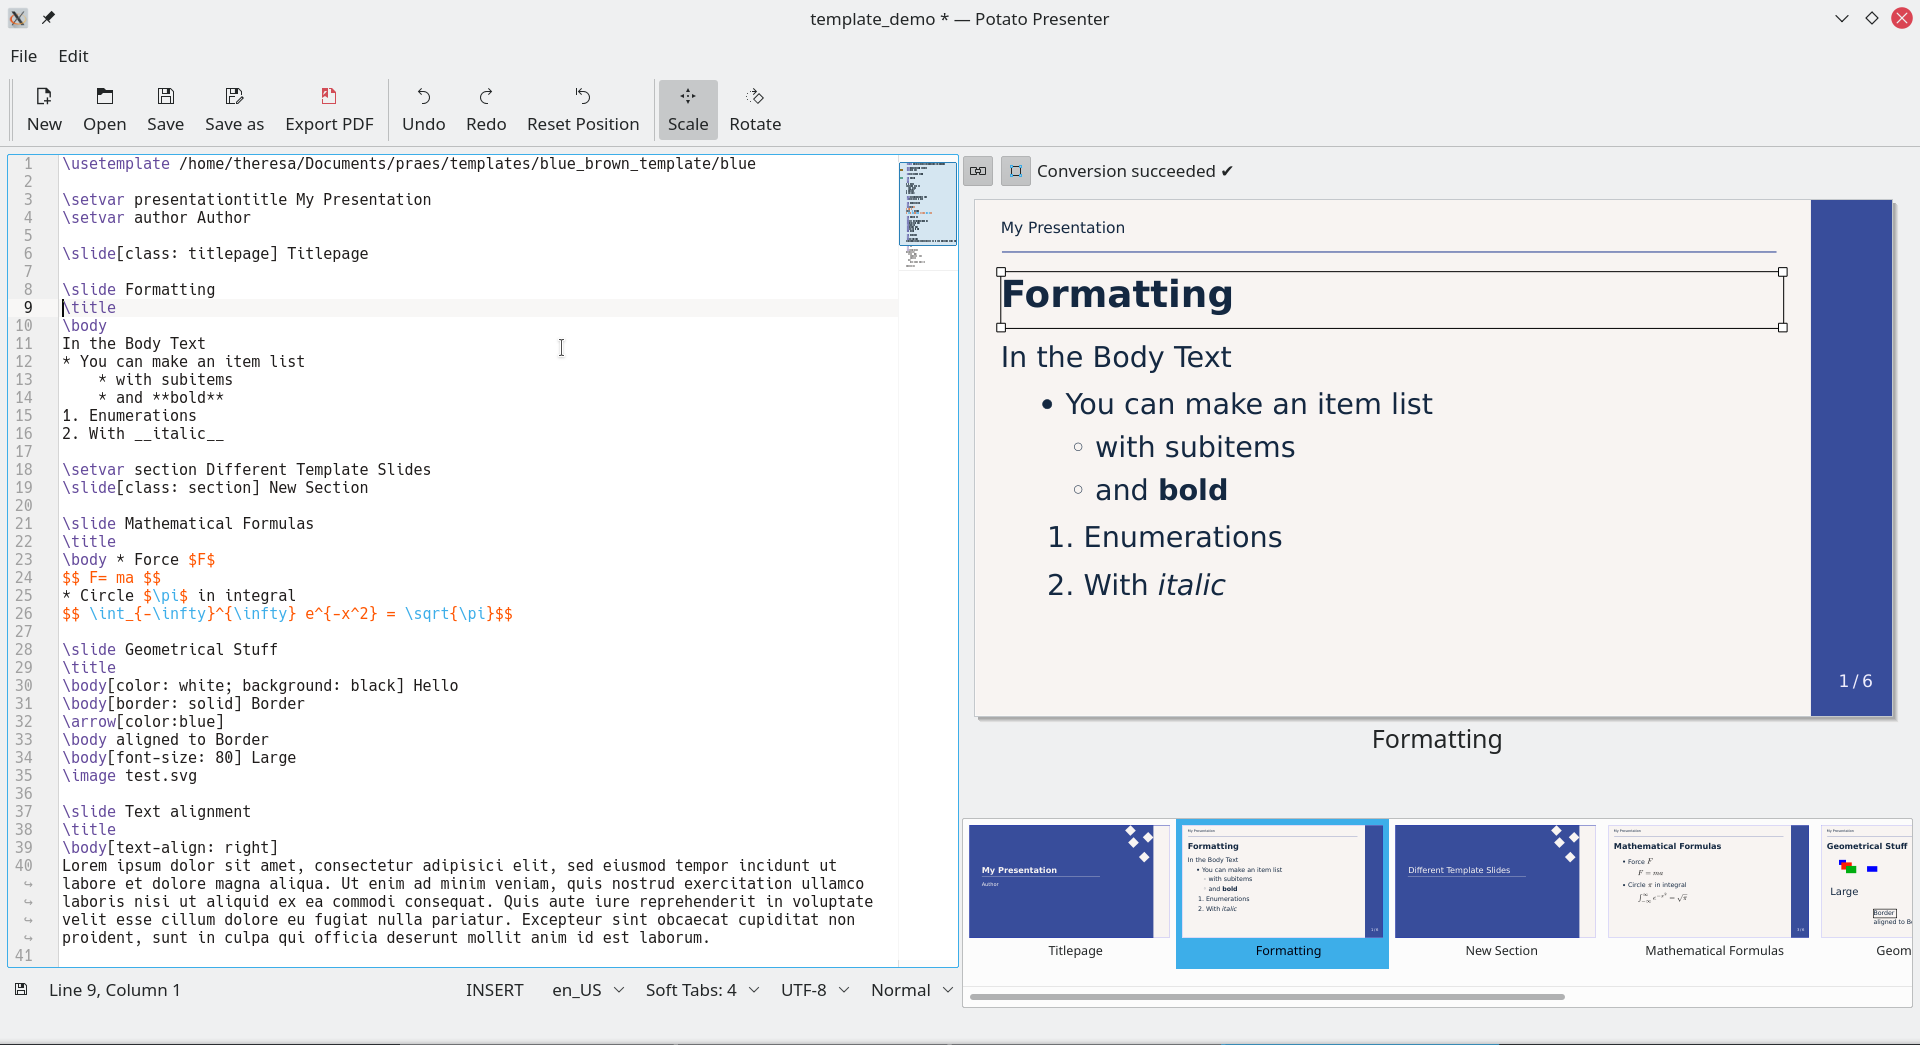 template_demo * — Potato Presenter
File Edit
New Open Save Save as Export PDF Undo Redo Reset Position Scale Rotate
1 \usetemplate /home/theresa/Documents/praes/templates/blue_brown_template/blue
2
3 \setvar presentationtitle My Presentation
4 \setvar author Author
5
6 \slide[class: titlepage] Titlepage
7
8 \slide Formatting
9 \title
10 \body
11 In the Body Text
12 * You can make an item list
13     * with subitems
14     * and **bold**
15 1. Enumerations
16 2. With __italic__
17
18 \setvar section Different Template Slides
19 \slide[class: section] New Section
20
21 \slide Mathematical Formulas
22 \title
23 \body * Force $F$
24 $$ F= ma $$
25 * Circle $\pi$ in integral
26 $$ \int_{-\infty}^{\infty} e^{-x^2} = \sqrt{\pi}$$
27
28 \slide Geometrical Stuff
29 \title
30 \body[color: white; background: black] Hello
31 \body[border: solid] Border
32 \arrow[color:blue]
33 \body aligned to Border
34 \body[font-size: 80] Large
35 \image test.svg
36
37 \slide Text alignment
38 \title
39 \body[text-align: right]
40 Lorem ipsum dolor sit amet, consectetur adipisici elit, sed eiusmod tempor incidunt ut
labore et dolore magna aliqua. Ut enim ad minim veniam, quis nostrud exercitation ullamco
laboris nisi ut aliquid ex ea commodi consequat. Quis aute iure reprehenderit in voluptate
velit esse cillum dolore eu fugiat nulla pariatur. Excepteur sint obcaecat cupiditat non
proident, sunt in culpa qui officia deserunt mollit anim id est laborum.
41
Line 9, Column 1 INSERT en_US Soft Tabs: 4 UTF-8 Normal
Conversion succeeded ✔
My Presentation
Formatting
In the Body Text
• You can make an item list
◦ with subitems
◦ and bold
1. Enumerations
2. With italic
1 / 6
Formatting
My Presentation
Author
Titlepage
My Presentation
Formatting
In the Body Text
• You can make an item list
◦ with subitems
◦ and bold
1. Enumerations
2. With italic
Formatting
Different Template Slides
New Section
My Presentation
Mathematical Formulas
• Force F
F = ma
• Circle π in integral
Mathematical Formulas
My Presentation
Geometrical Stuff
Large
Border
aligned to B
Geom